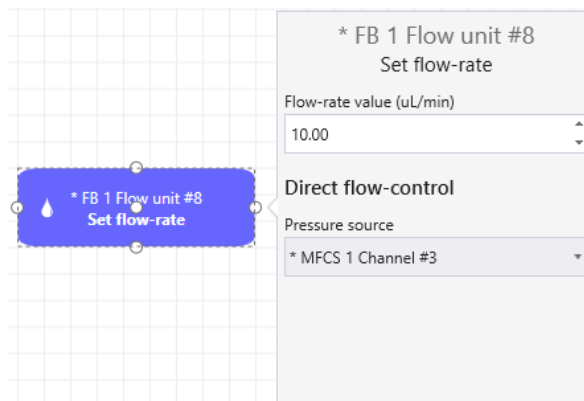 * FB 1 Flow unit #8
Set flow-rate
* FB 1 Flow unit #8
Set flow-rate
Flow-rate value (uL/min)
10.00
Direct flow-control
Pressure source
* MFCS 1 Channel #3